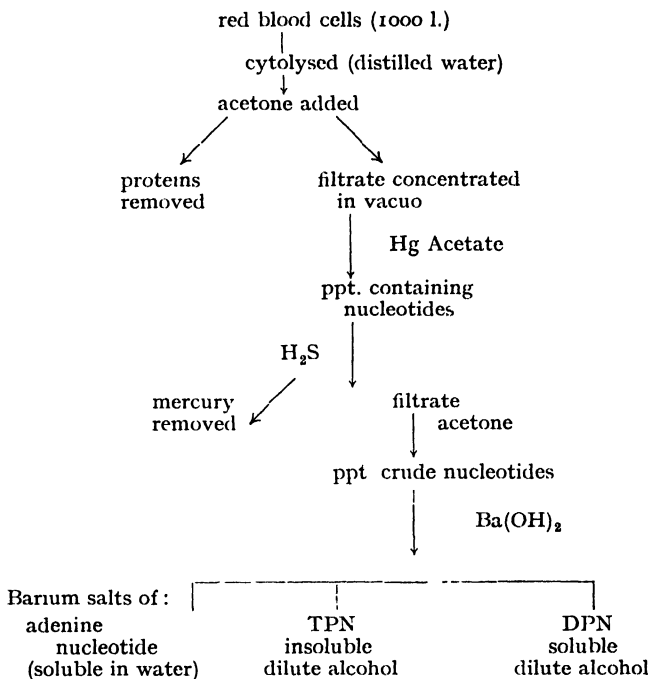 red blood cells (1000 l.)
cytolysed (distilled water)
acetone added
proteins
removed
filtrate concentrated
in vacuo
Hg Acetate
ppt. containing
nucleotides
H₂S
mercury
removed
filtrate
acetone
ppt crude nucleotides
Ba(OH)₂
Barium salts of :
adenine
nucleotide
(soluble in water)
TPN
insoluble
dilute alcohol
DPN
soluble
dilute alcohol